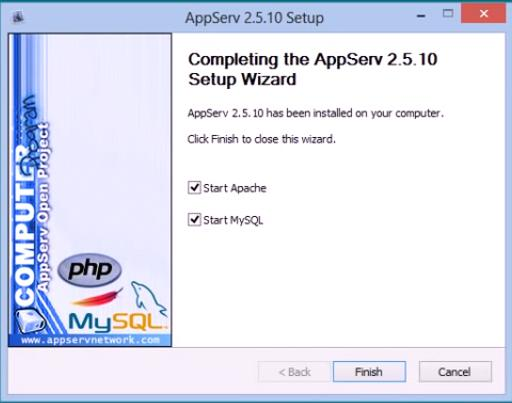 AppServ 2.5.10 Setup
Completing the AppServ 2.5.10
Setup Wizard
AppServ 2.5.10 has been installed on your computer.
Click Finish to close this wizard.
Start Apache
Start MySQL
COMPUTER
Program
AppServ Open Project
php
MySQL
www.appservnetwork.com
< Back
Finish
Cancel